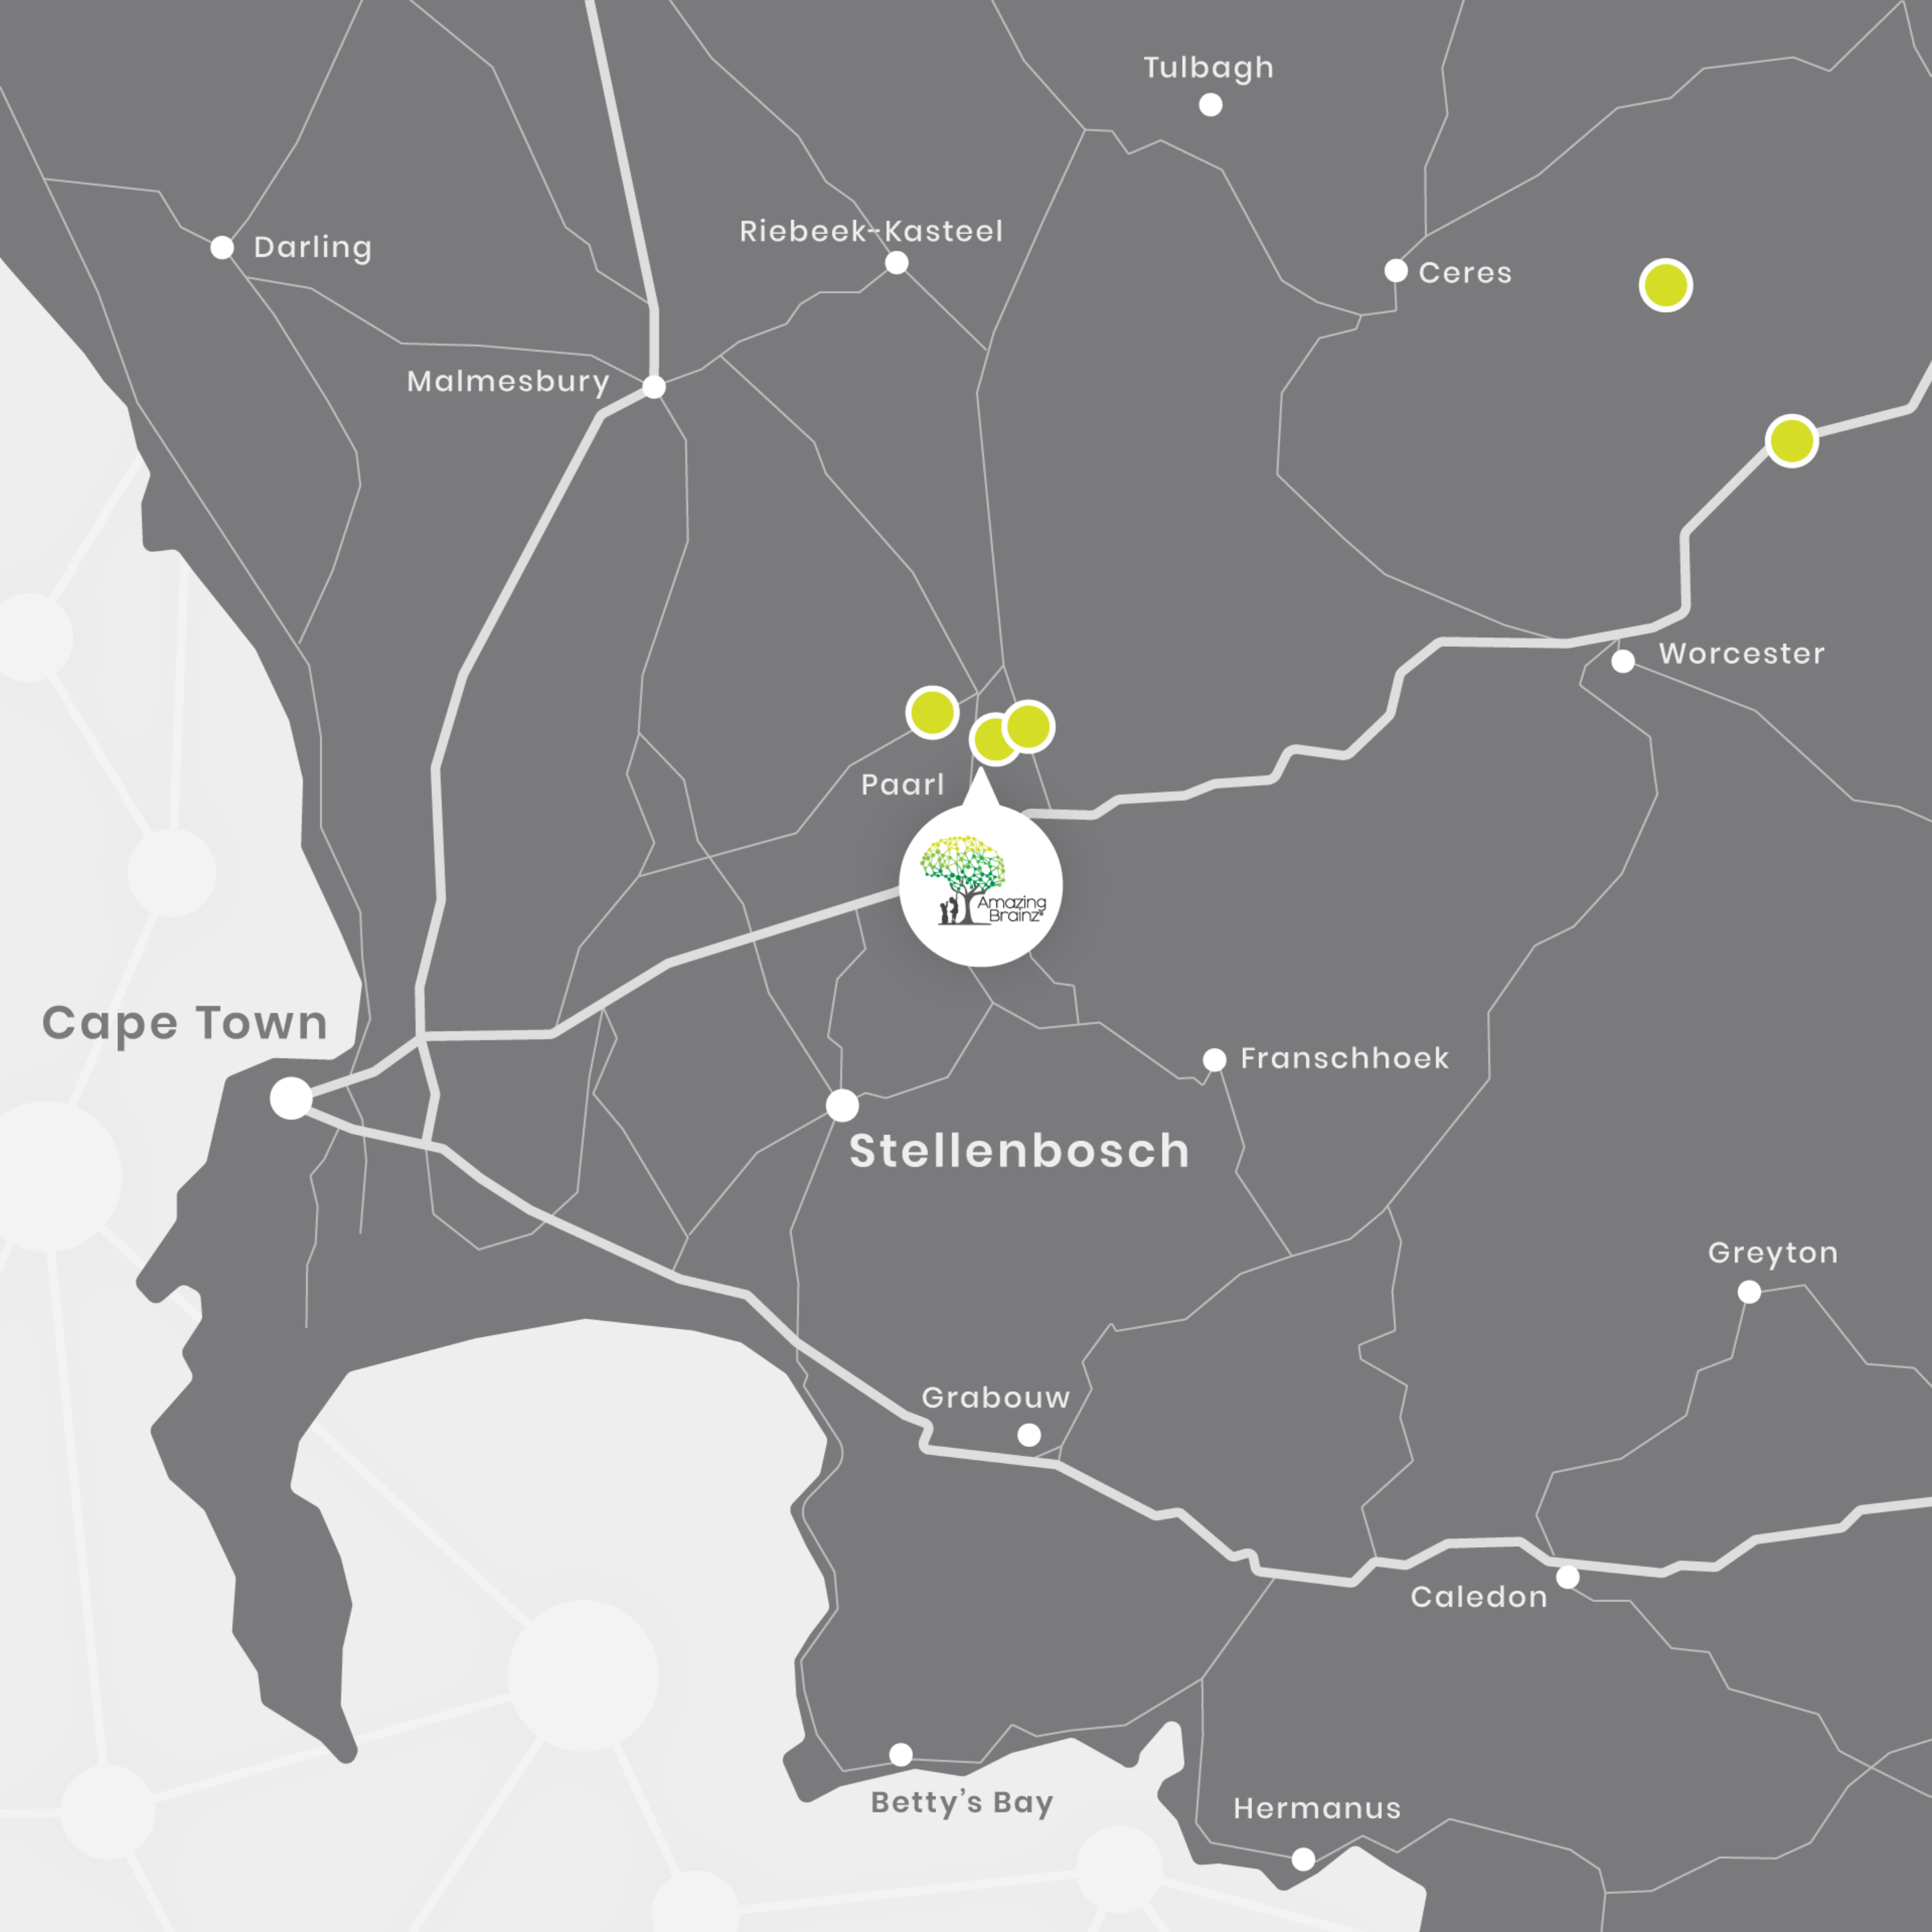 Tulbagh
Riebeek-Kasteel
Darling
Ceres
Malmesbury
Worcester
Paarl
Amazing
Brainz®
Cape Town
Franschhoek
Stellenbosch
Greyton
Grabouw
Caledon
Betty’s Bay
Hermanus